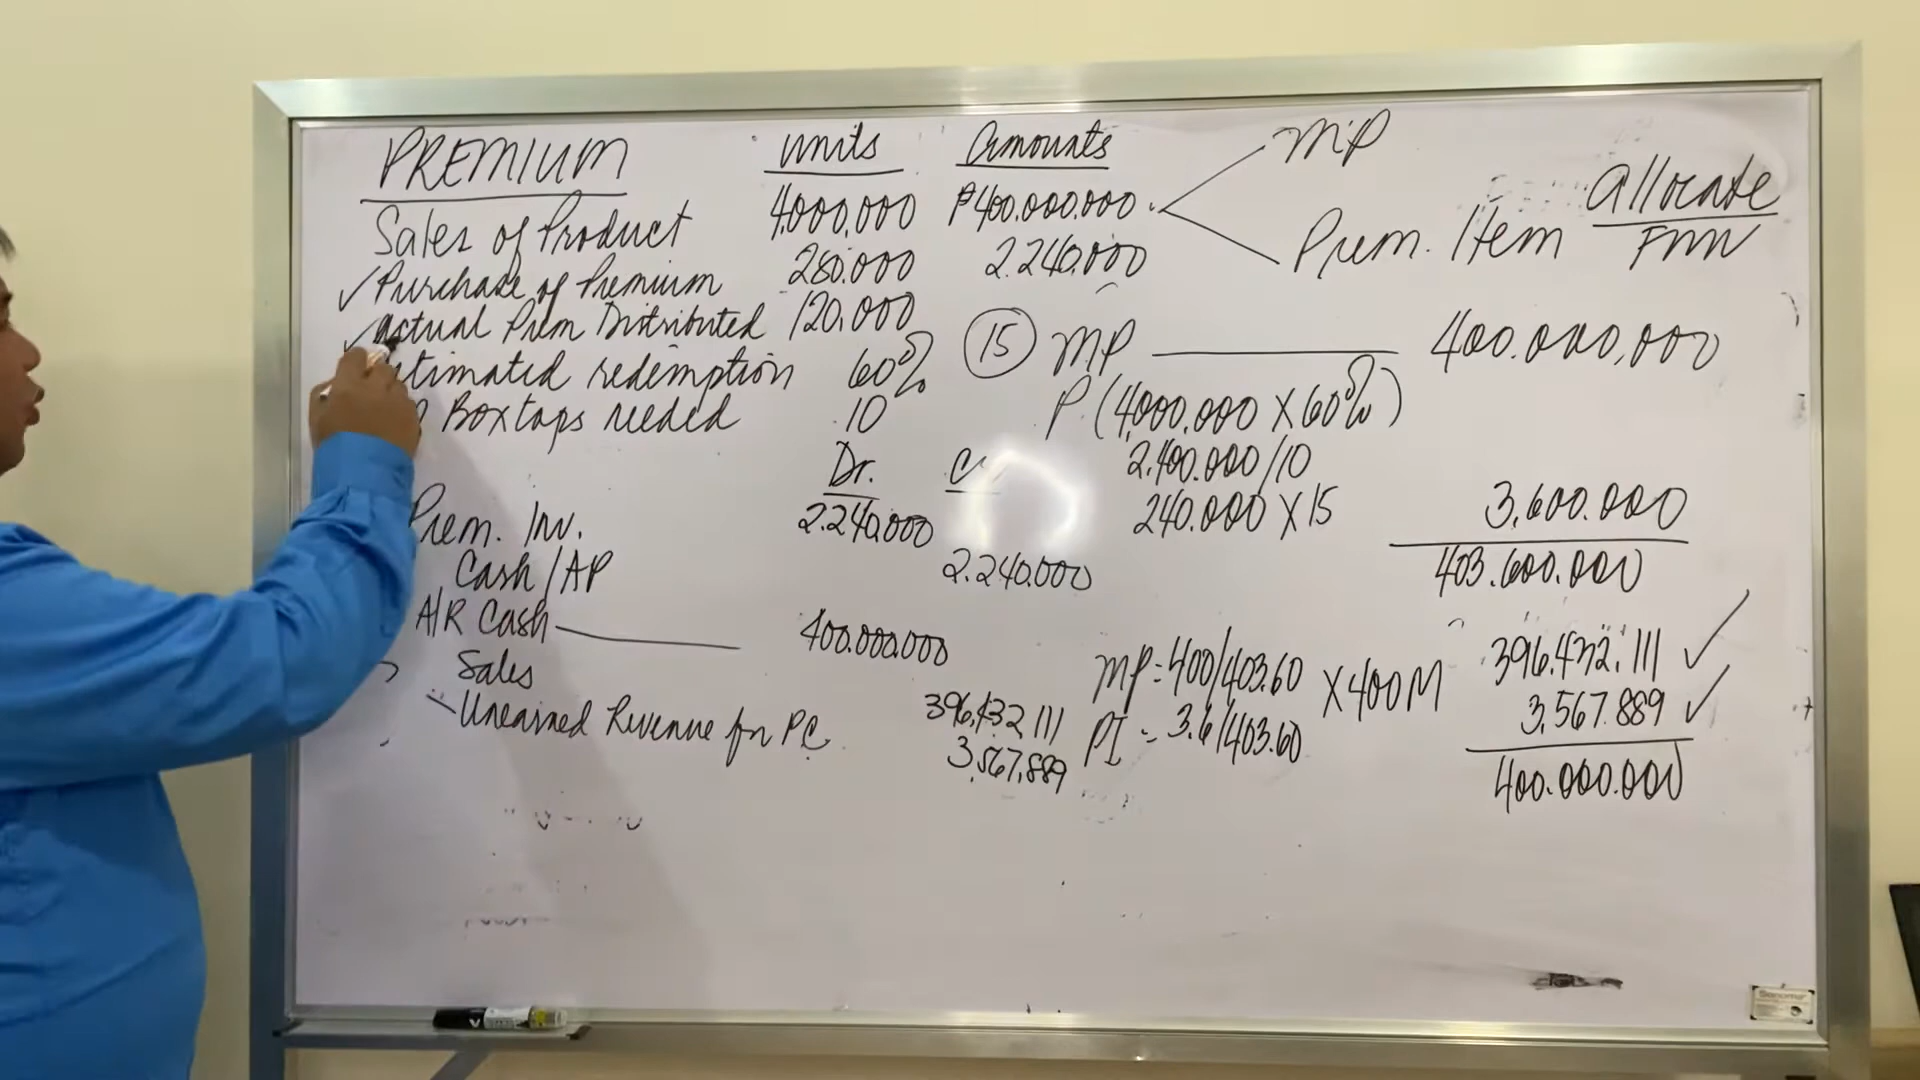 PREMIUM Units Amounts
Sales of Product 4,000,000 ₱400.000.000
MP
Prem. Item
Allocate
FMV
✓ Purchase of Premium 280.000 2.240.000
✓ Actual Prem Distributed 120,000
timated redemption 60%
Boxtops needed 10
15 MP 400.000,000
P (4,000.000 X 60%)
2.400.000/10
240.000 X 15 3,600.000
403.600.000
Dr. C
Prem. Inv. 2.240,000
Cash/AP 2.240.000
A/R Cash 400.000.000
Sales 396,432 111
Unearned Revenue for PC 3,567,889
MP = 400/403.60 X 400M 396.432.111 ✓
PI = 3.6/403.60 3,567.889 ✓
400.000.000